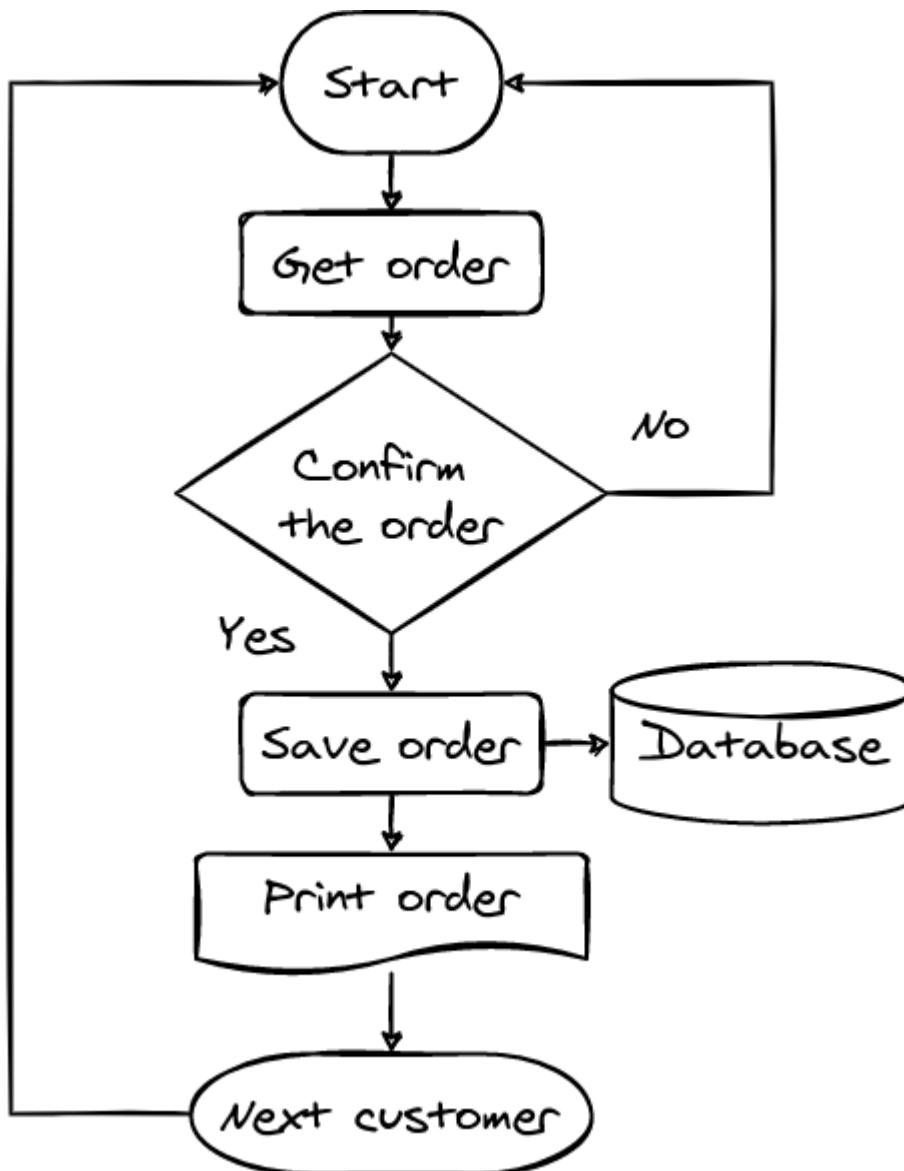 Start
Get order
No
Confirm
the order
Yes
Save order
Database
Print order
Next customer